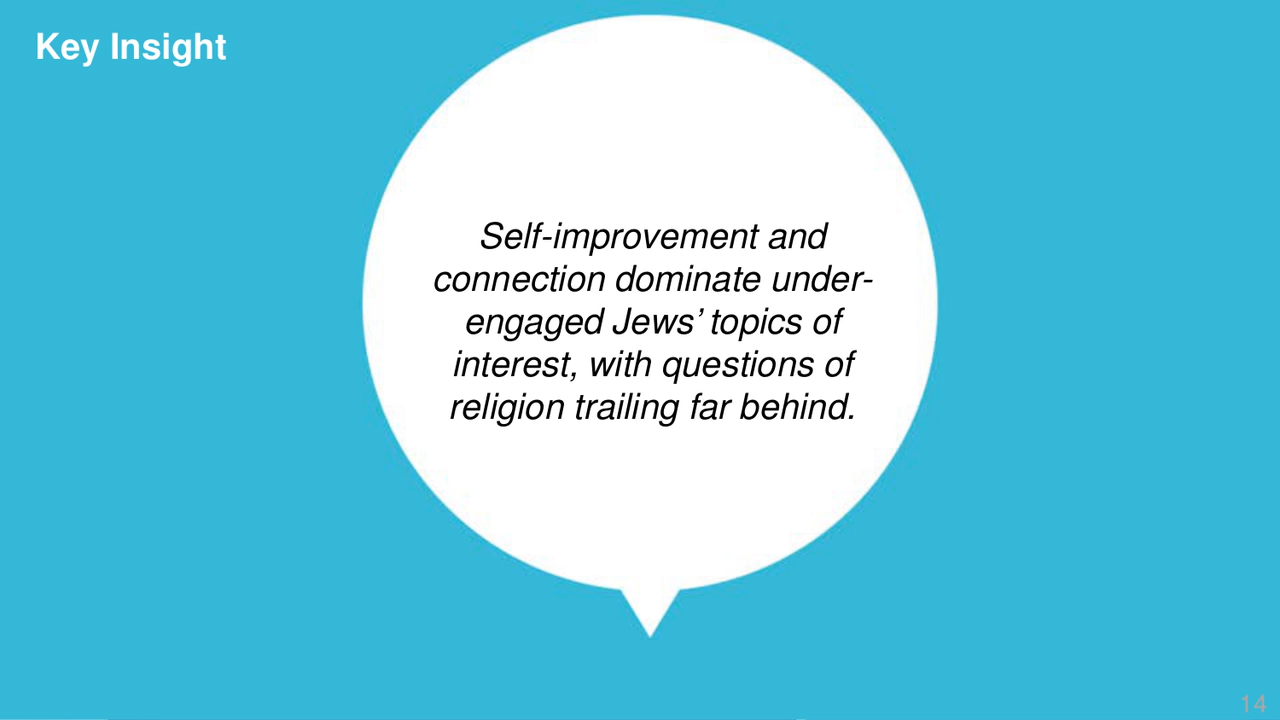 Key Insight
Self-improvement and
connection dominate under-
engaged Jews’ topics of
interest, with questions of
religion trailing far behind.
14